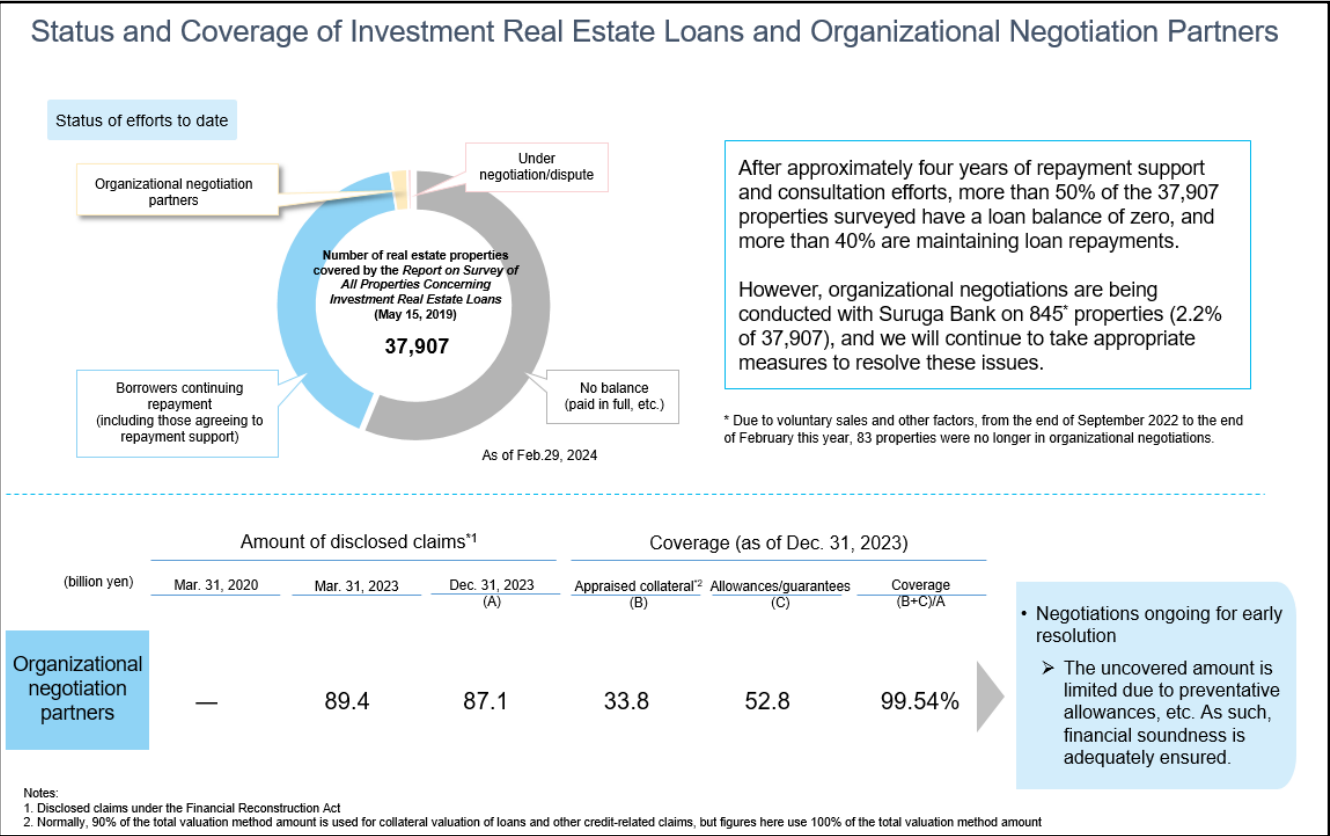 Status and Coverage of Investment Real Estate Loans and Organizational Negotiation Partners
Status of efforts to date
Organizational negotiation
partners
Under
negotiation/dispute
Number of real estate properties
covered by the Report on Survey of
All Properties Concerning
Investment Real Estate Loans
(May 15, 2019)
37,907
Borrowers continuing
repayment
(including those agreeing to
repayment support)
No balance
(paid in full, etc.)
As of Feb.29, 2024
After approximately four years of repayment support
and consultation efforts, more than 50% of the 37,907
properties surveyed have a loan balance of zero, and
more than 40% are maintaining loan repayments.
However, organizational negotiations are being
conducted with Suruga Bank on 845* properties (2.2%
of 37,907), and we will continue to take appropriate
measures to resolve these issues.
* Due to voluntary sales and other factors, from the end of September 2022 to the end
of February this year, 83 properties were no longer in organizational negotiations.
Amount of disclosed claims*1
Coverage (as of Dec. 31, 2023)
(billion yen)
Mar. 31, 2020
Mar. 31, 2023
Dec. 31, 2023
(A)
Appraised collateral*2
(B)
Allowances/guarantees
(C)
Coverage
(B+C)/A
Organizational
negotiation
partners
—
89.4
87.1
33.8
52.8
99.54%
• Negotiations ongoing for early
resolution
➢ The uncovered amount is
limited due to preventative
allowances, etc. As such,
financial soundness is
adequately ensured.
Notes:
1. Disclosed claims under the Financial Reconstruction Act
2. Normally, 90% of the total valuation method amount is used for collateral valuation of loans and other credit-related claims, but figures here use 100% of the total valuation method amount